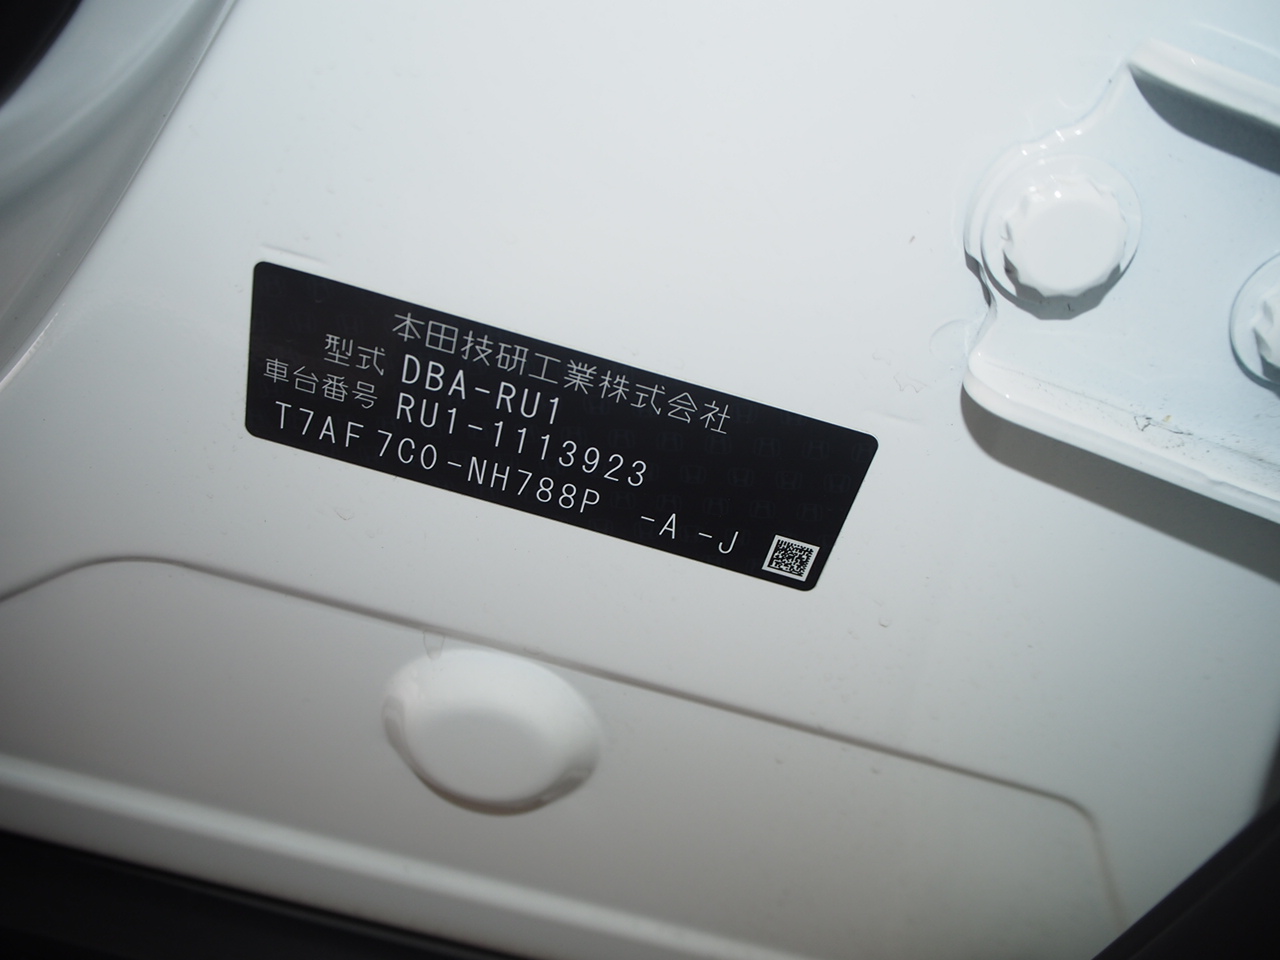 本田技研工業株式会社
型式 DBA-RU1
車台番号 RU1-1113923
T7AF7C0-NH788P -A -J